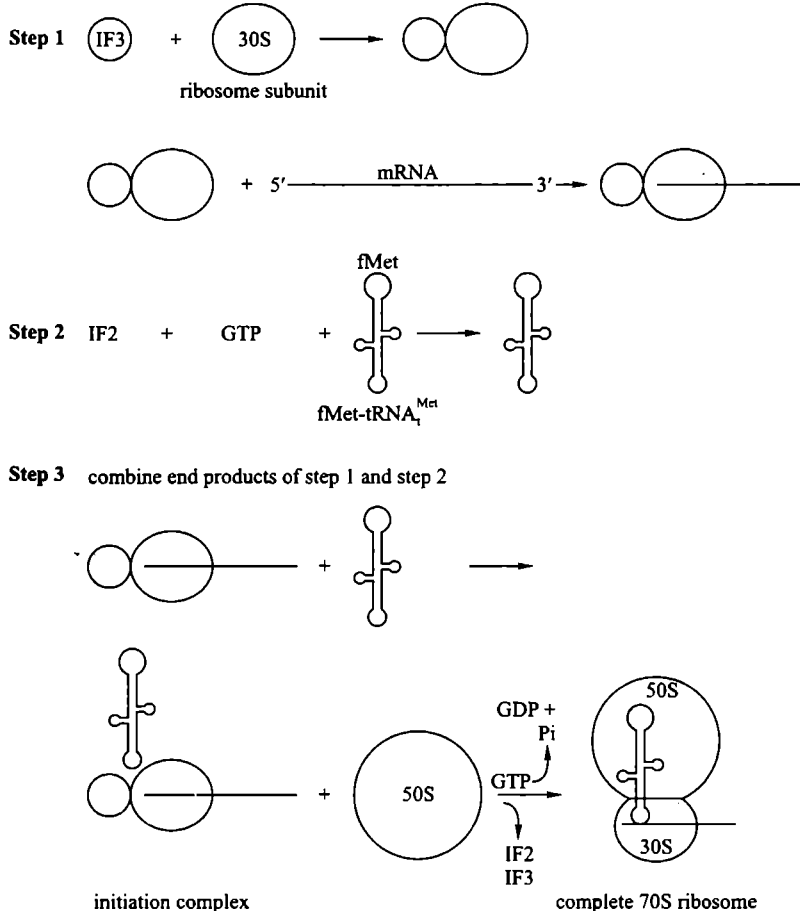 Step 1 IF3 + 30S
ribosome subunit
+ 5′ mRNA 3′
fMet
Step 2 IF2 + GTP +
fMet-tRNA_t^Met
Step 3 combine end products of step 1 and step 2
+
50S
GDP +
Pi
+ 50S GTP
30S
IF2
IF3
initiation complex complete 70S ribosome